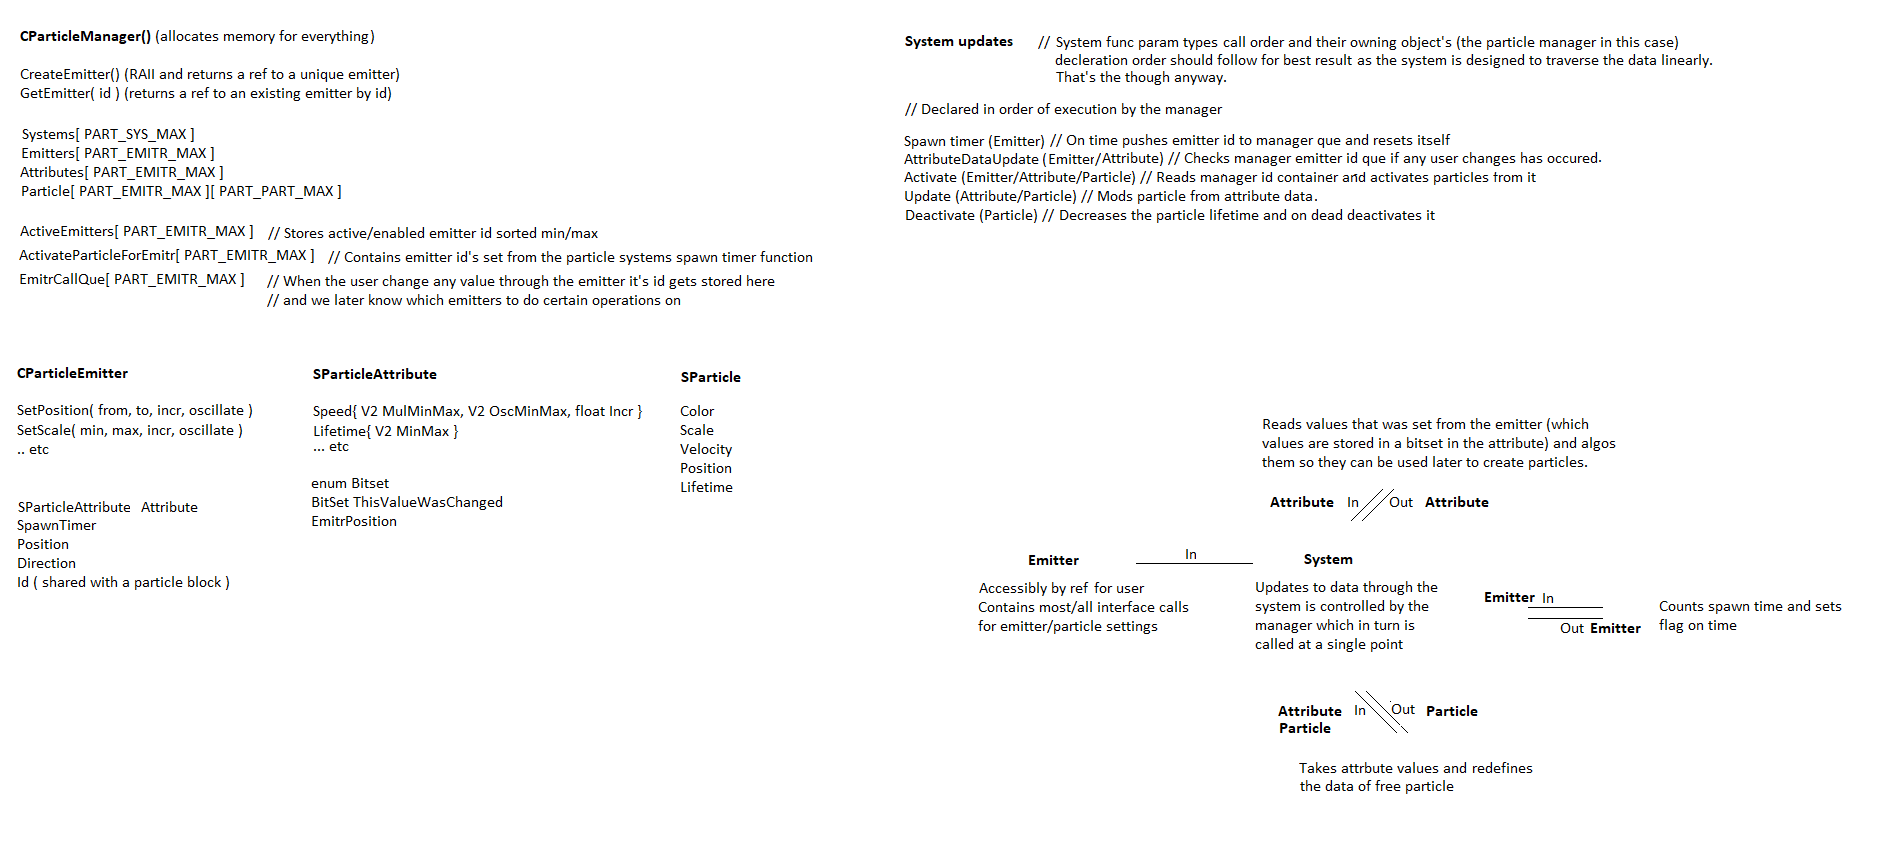 CParticleManager() (allocates memory for everything)
CreateEmitter() (RAII and returns a ref to a unique emitter)
GetEmitter( id ) (returns a ref to an existing emitter by id)
Systems[ PART_SYS_MAX ]
Emitters[ PART_EMITR_MAX ]
Attributes[ PART_EMITR_MAX ]
Particle[ PART_EMITR_MAX ][ PART_PART_MAX ]
ActiveEmitters[ PART_EMITR_MAX ] // Stores active/enabled emitter id sorted min/max
ActivateParticleForEmitr[ PART_EMITR_MAX ] // Contains emitter id's set from the particle systems spawn timer function
EmitrCallQue[ PART_EMITR_MAX ] // When the user change any value through the emitter it's id gets stored here
// and we later know which emitters to do certain operations on
CParticleEmitter
SetPosition( from, to, incr, oscillate )
SetScale( min, max, incr, oscillate )
.. etc
SParticleAttribute Attribute
SpawnTimer
Position
Direction
Id ( shared with a particle block )
SParticleAttribute
Speed{ V2 MulMinMax, V2 OscMinMax, float Incr }
Lifetime{ V2 MinMax }
... etc
enum Bitset
BitSet ThisValueWasChanged
EmitrPosition
SParticle
Color
Scale
Velocity
Position
Lifetime
System updates // System func param types call order and their owning object's (the particle manager in this case)
decleration order should follow for best result as the system is designed to traverse the data linearly.
That's the though anyway.
// Declared in order of execution by the manager
Spawn timer (Emitter) // On time pushes emitter id to manager que and resets itself
AttributeDataUpdate (Emitter/Attribute) // Checks manager emitter id que if any user changes has occured.
Activate (Emitter/Attribute/Particle) // Reads manager id container and activates particles from it
Update (Attribute/Particle) // Mods particle from attribute data.
Deactivate (Particle) // Decreases the particle lifetime and on dead deactivates it
Reads values that was set from the emitter (which
values are stored in a bitset in the attribute) and algos
them so they can be used later to create particles.
Attribute In Out Attribute
Emitter In System
Accessibly by ref for user
Contains most/all interface calls
for emitter/particle settings
Updates to data through the
system is controlled by the
manager which in turn is
called at a single point
Emitter In
Out Emitter
Counts spawn time and sets
flag on time
Attribute In Out Particle
Particle
Takes attrbute values and redefines
the data of free particle